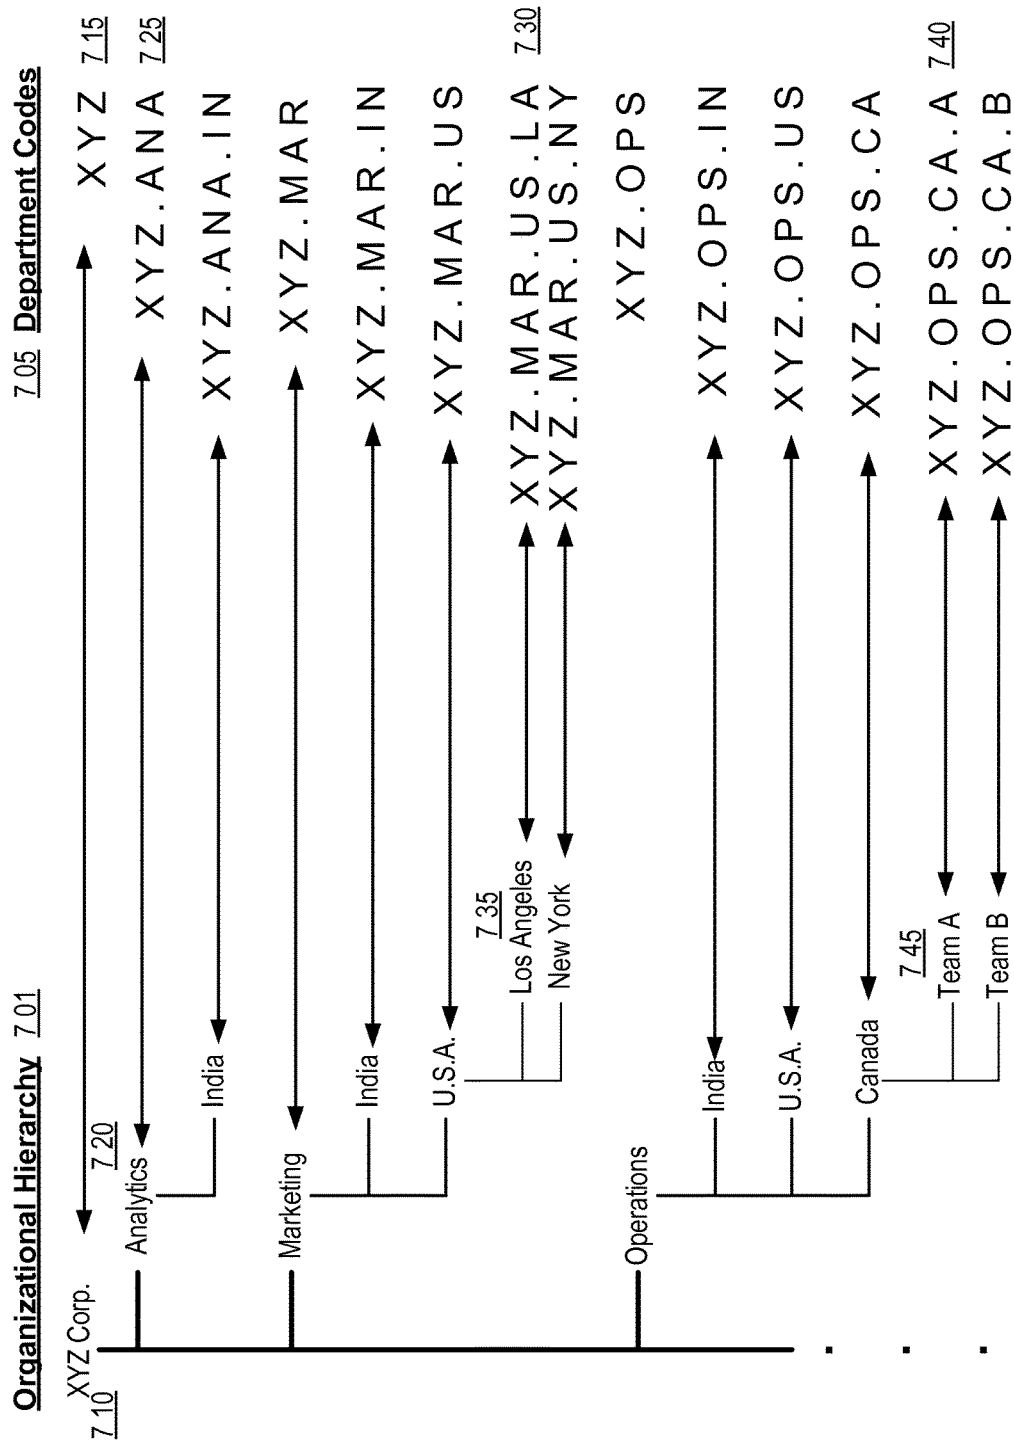 Organizational Hierarchy 7.01
7.05 Department Codes
7.10
XYZ Corp.
XYZ
7.15
Analytics
7.20
XYZ.ANA
7.25
India
XYZ.ANA.IN
Marketing
XYZ.MAR
India
XYZ.MAR.IN
U.S.A.
XYZ.MAR.US
7.35
Los Angeles
XYZ.MAR.US.LA
7.30
New York
XYZ.MAR.US.NY
Operations
XYZ.OPS
India
XYZ.OPS.IN
U.S.A.
XYZ.OPS.US
Canada
XYZ.OPS.CA
7.45
Team A
XYZ.OPS.CA.A
7.40
Team B
XYZ.OPS.CA.B